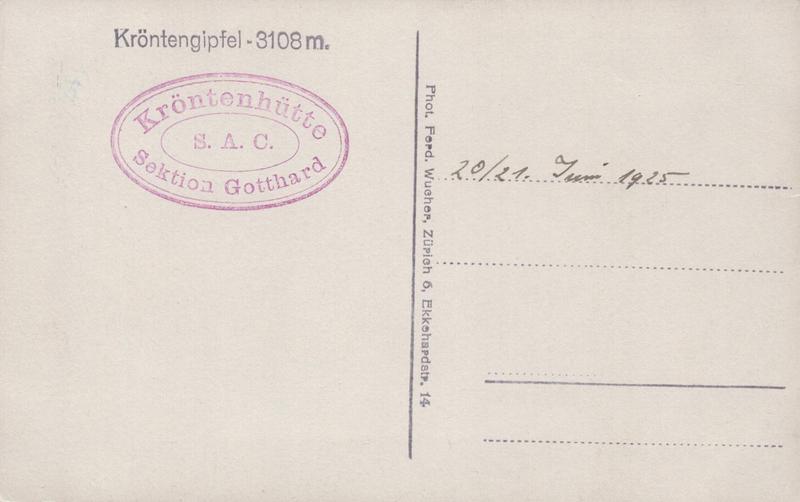 Kröntengipfel - 3108 m.
Kröntenhütte
S. A. C.
Sektion Gotthard
Phot. Ferd. Wucher, Zürich 6, Ekkehardstr. 14
20/21. Juni 1925